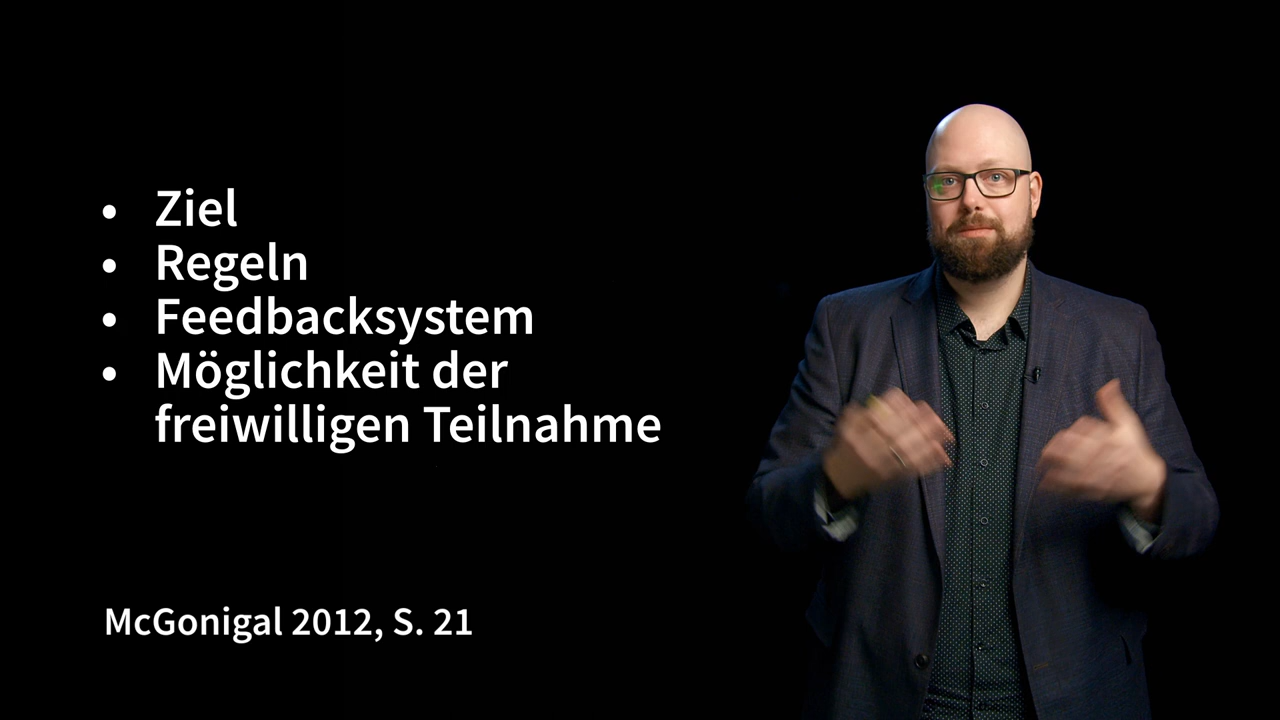 • Ziel
• Regeln
• Feedbacksystem
• Möglichkeit der
freiwilligen Teilnahme
McGonigal 2012, S. 21